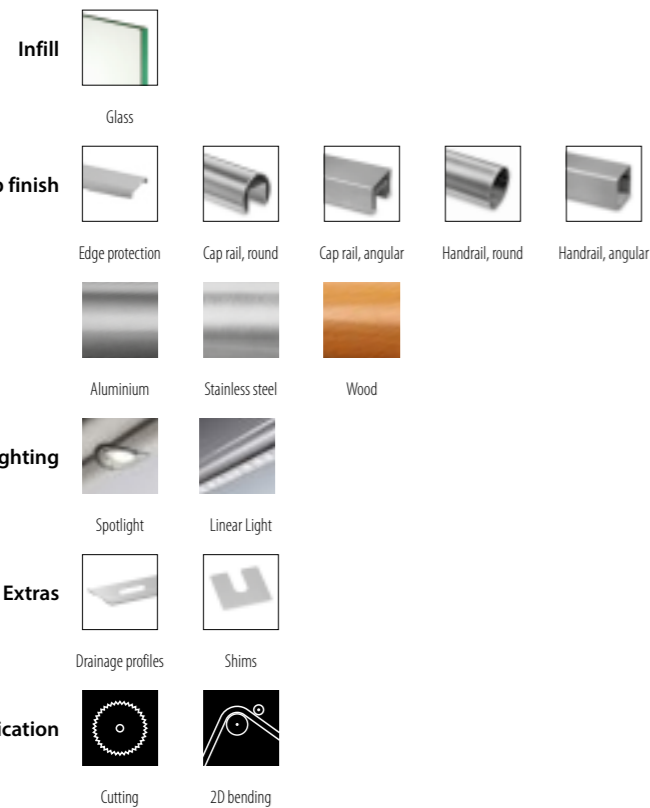 Infill
Glass
finish
Edge protection Cap rail, round Cap rail, angular Handrail, round Handrail, angular
Aluminium Stainless steel Wood
ghting
Spotlight Linear Light
Extras
Drainage profiles Shims
ication
Cutting 2D bending